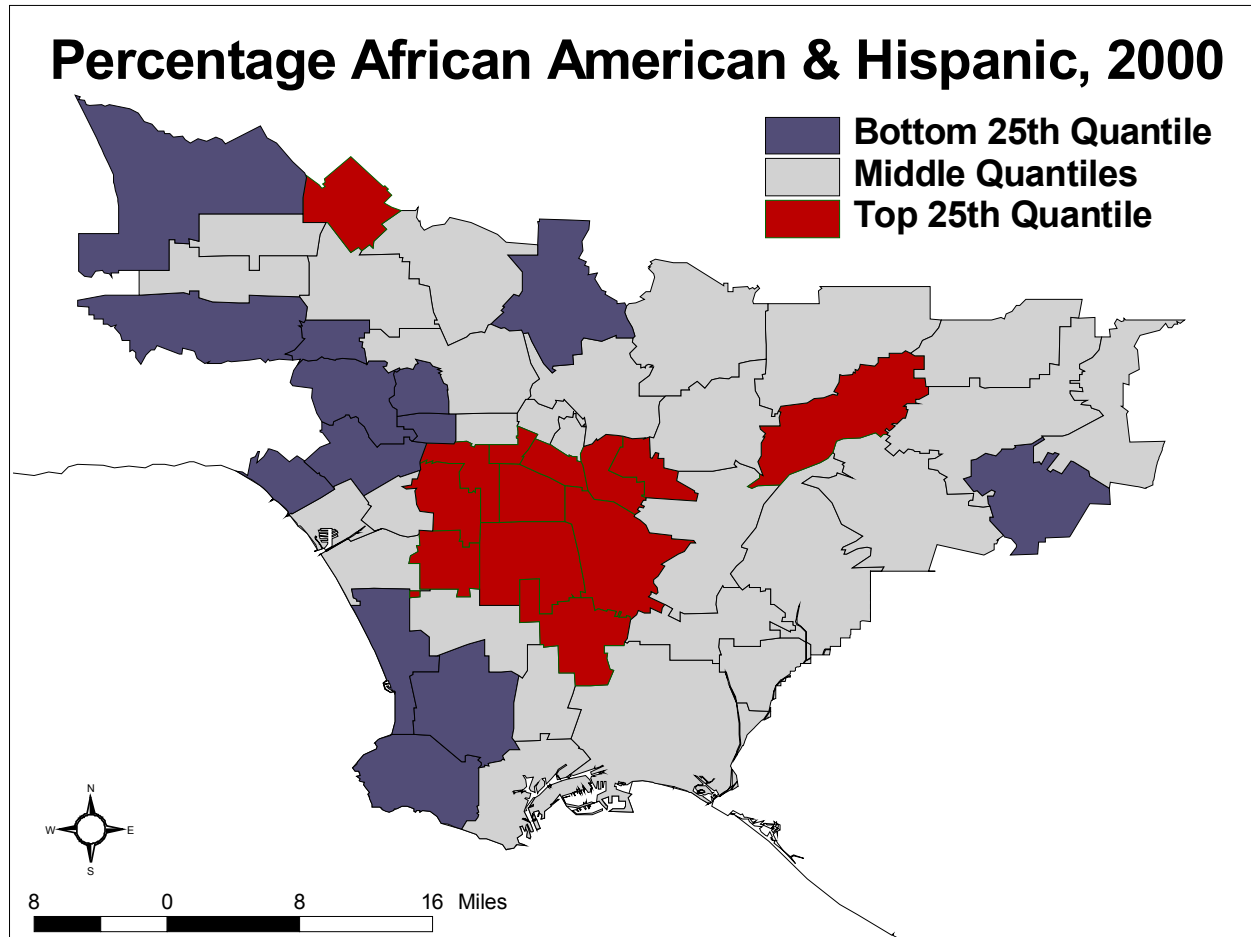 Percentage African American & Hispanic, 2000
Bottom 25th Quantile
Middle Quantiles
Top 25th Quantile
N
W E
S
8 0 8 16 Miles